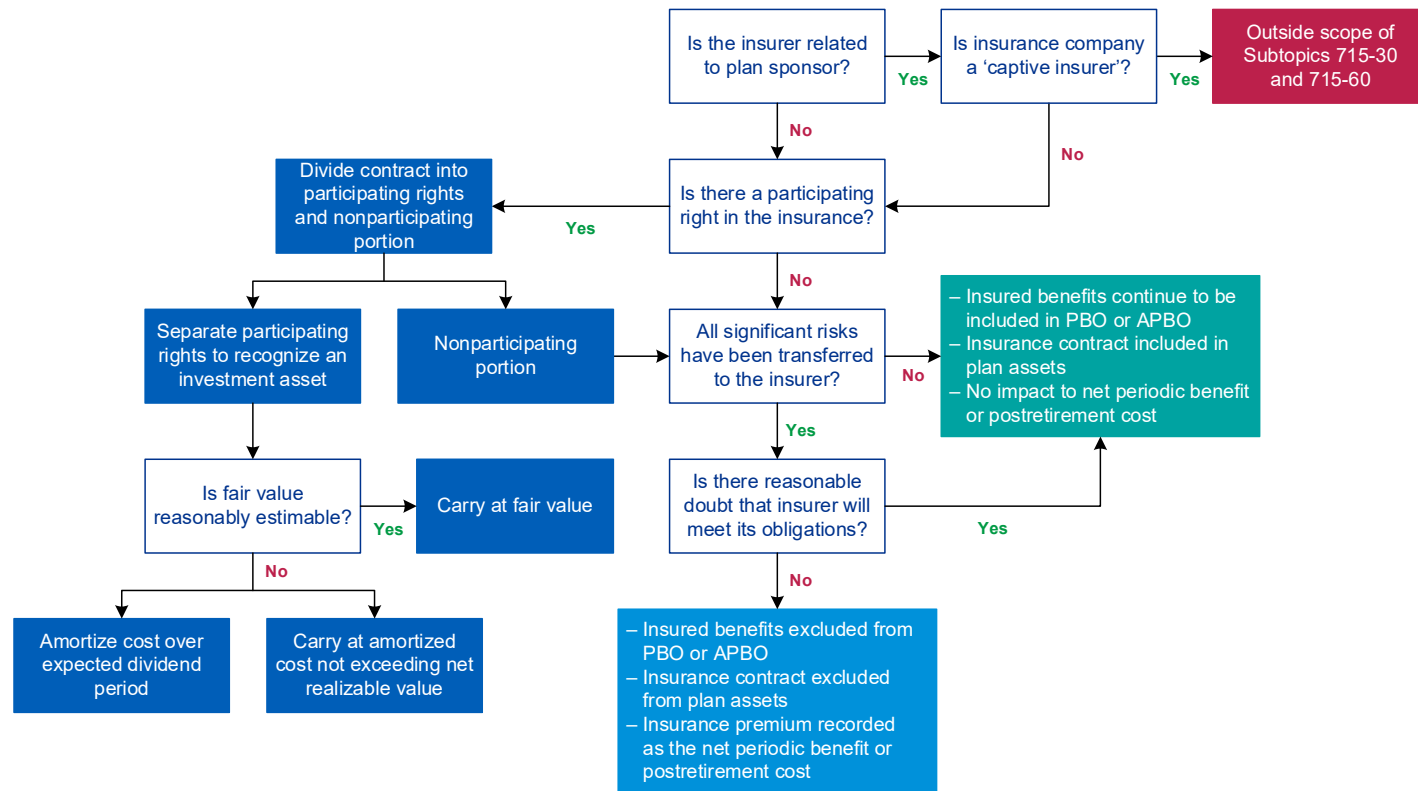 Is the insurer related
to plan sponsor?
Yes
Is insurance company
a ‘captive insurer’?
Yes
Outside scope of
Subtopics 715-30
and 715-60
No
No
Divide contract into
participating rights
and nonparticipating
portion
Yes
Is there a participating
right in the insurance?
No
Separate participating
rights to recognize an
investment asset
Nonparticipating
portion
All significant risks
have been transferred
to the insurer?
No
– Insured benefits continue to be
included in PBO or APBO
– Insurance contract included in
plan assets
– No impact to net periodic benefit
or postretirement cost
Yes
Is fair value
reasonably estimable?
Yes
Carry at fair value
Is there reasonable
doubt that insurer will
meet its obligations?
Yes
No
No
Amortize cost over
expected dividend
period
Carry at amortized
cost not exceeding net
realizable value
– Insured benefits excluded from
PBO or APBO
– Insurance contract excluded
from plan assets
– Insurance premium recorded
as the net periodic benefit or
postretirement cost